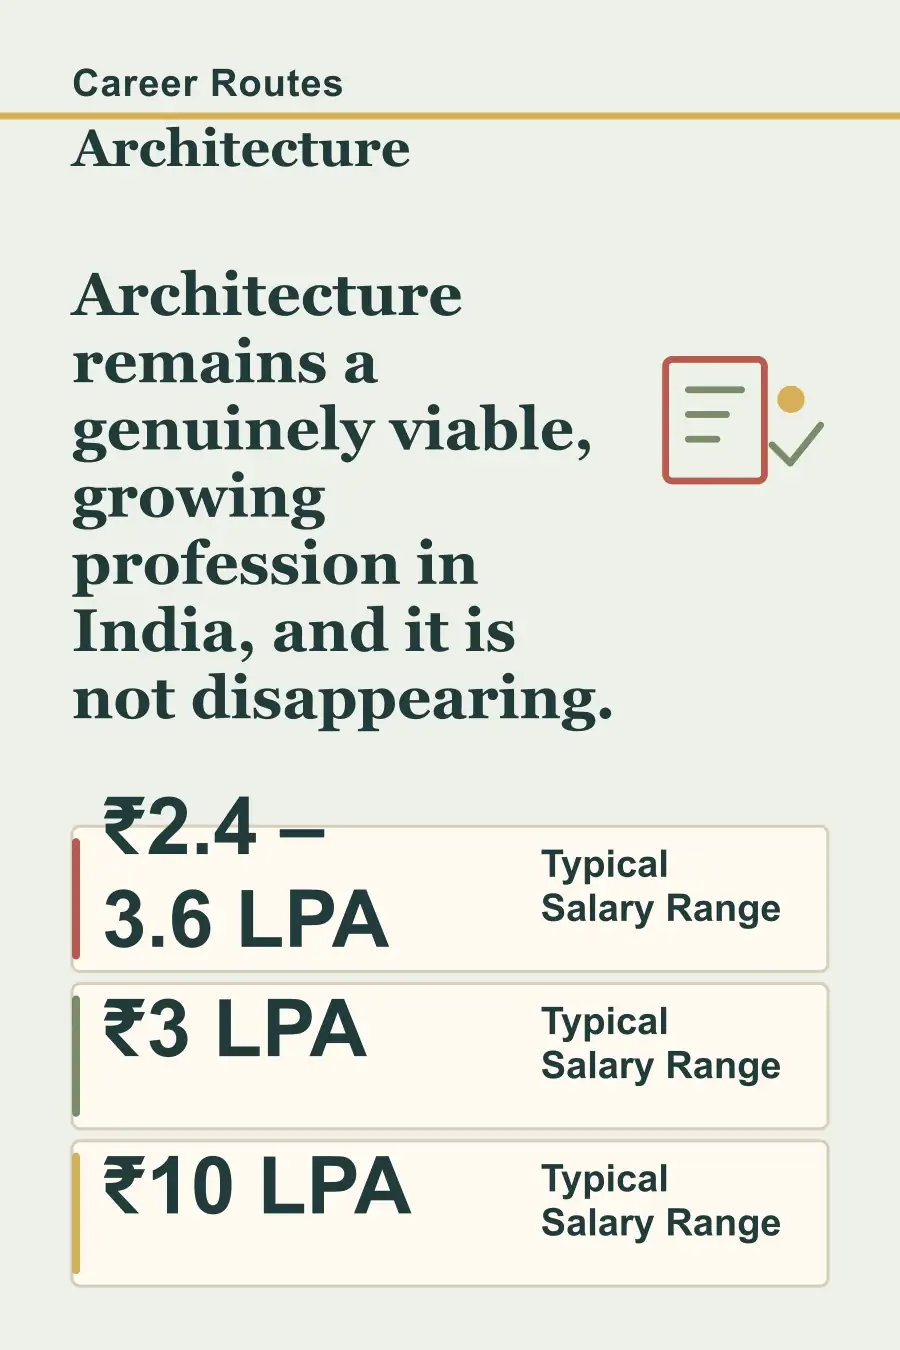 Career Routes
Architecture
Architecture
remains a
genuinely viable,
growing
profession in
India, and it is
not disappearing.
₹2.4 –
3.6 LPA
Typical
Salary Range
₹3 LPA
Typical
Salary Range
₹10 LPA
Typical
Salary Range